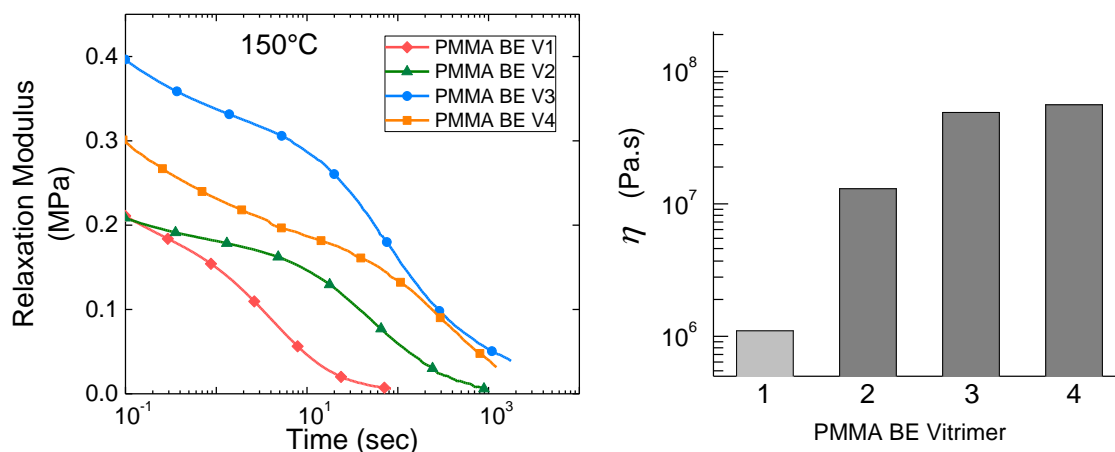 150°C
PMMA BE V1
PMMA BE V2
PMMA BE V3
PMMA BE V4
Relaxation Modulus
(MPa)
0.4
0.3
0.2
0.1
0.0
10⁻¹
10¹
10³
Time (sec)
η (Pa.s)
10⁸
10⁷
10⁶
1
2
3
4
PMMA BE Vitrimer